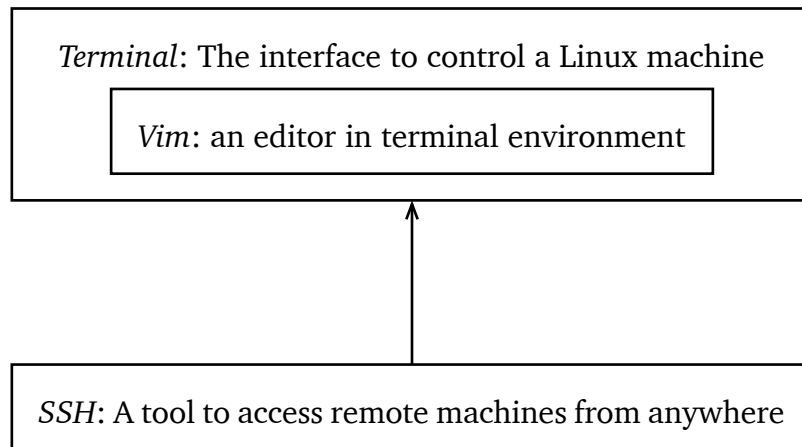 Terminal: The interface to control a Linux machine
Vim: an editor in terminal environment
SSH: A tool to access remote machines from anywhere